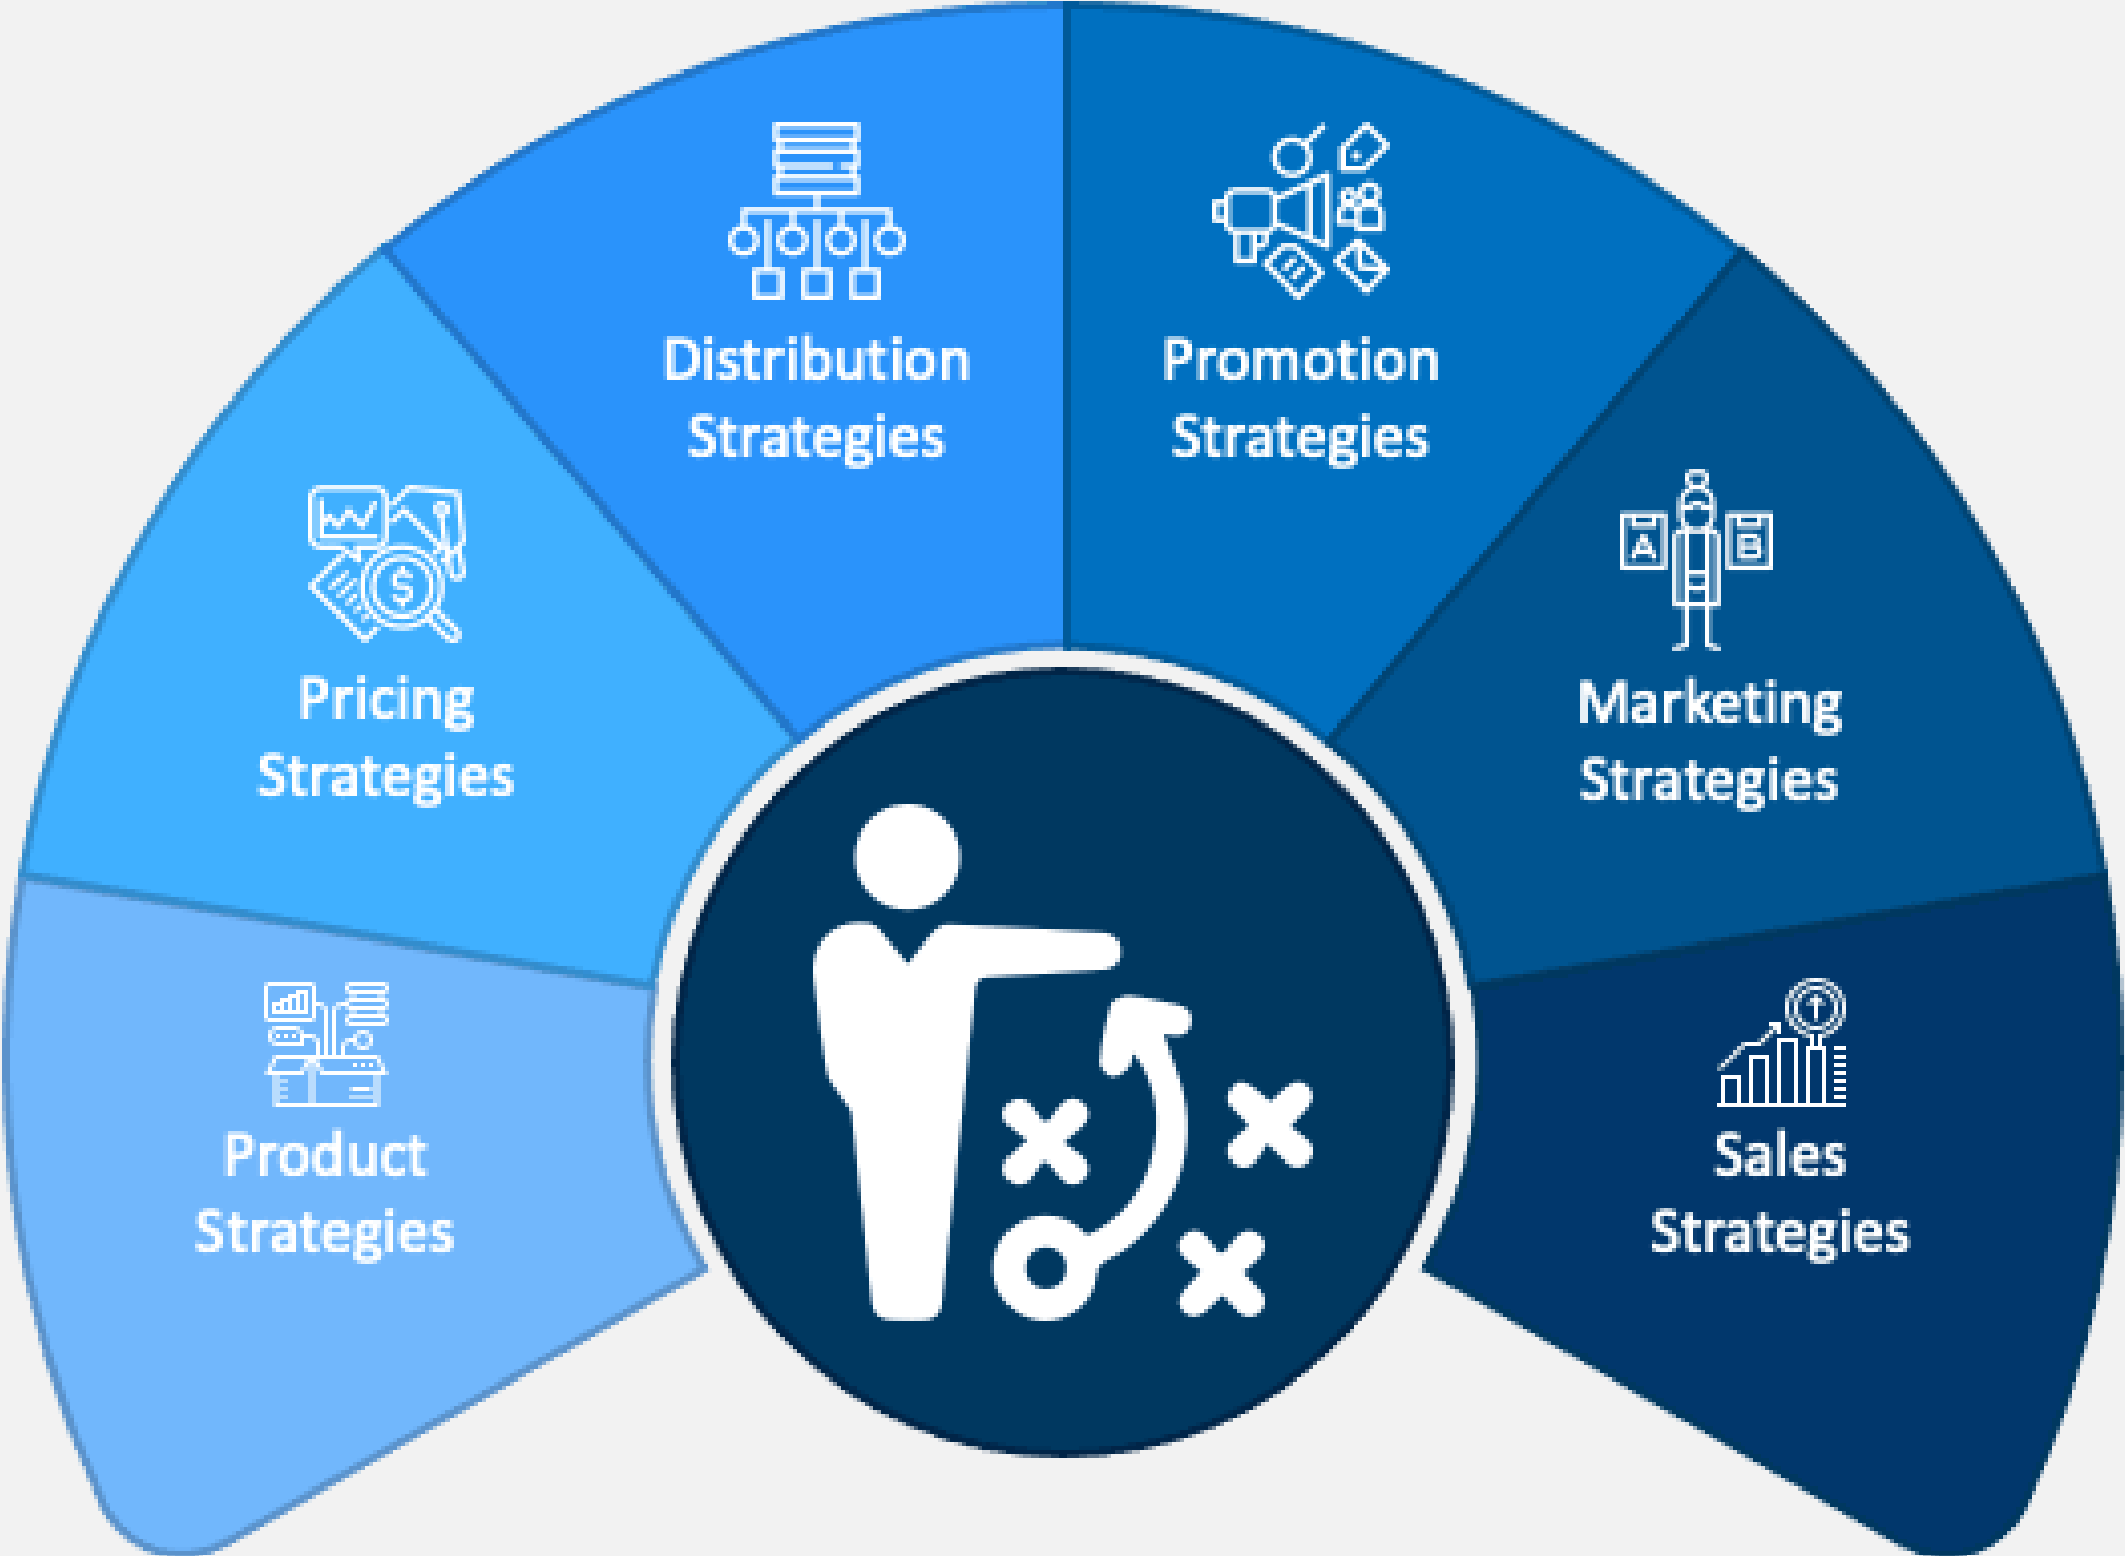 Product
Strategies
Pricing
Strategies
Distribution
Strategies
Promotion
Strategies
A
B
Marketing
Strategies
Sales
Strategies
$